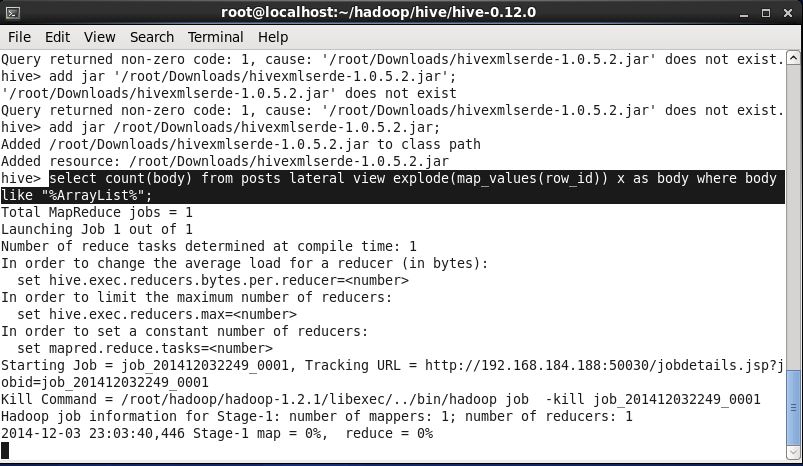 root@localhost:~/hadoop/hive/hive-0.12.0
File Edit View Search Terminal Help
Query returned non-zero code: 1, cause: '/root/Downloads/hivexmlserde-1.0.5.2.jar' does not exist.
hive> add jar '/root/Downloads/hivexmlserde-1.0.5.2.jar';
'/root/Downloads/hivexmlserde-1.0.5.2.jar' does not exist
Query returned non-zero code: 1, cause: '/root/Downloads/hivexmlserde-1.0.5.2.jar' does not exist.
hive> add jar /root/Downloads/hivexmlserde-1.0.5.2.jar;
Added /root/Downloads/hivexmlserde-1.0.5.2.jar to class path
Added resource: /root/Downloads/hivexmlserde-1.0.5.2.jar
hive> select count(body) from posts lateral view explode(map_values(row_id)) x as body where body
like "%ArrayList%";
Total MapReduce jobs = 1
Launching Job 1 out of 1
Number of reduce tasks determined at compile time: 1
In order to change the average load for a reducer (in bytes):
  set hive.exec.reducers.bytes.per.reducer=<number>
In order to limit the maximum number of reducers:
  set hive.exec.reducers.max=<number>
In order to set a constant number of reducers:
  set mapred.reduce.tasks=<number>
Starting Job = job_201412032249_0001, Tracking URL = http://192.168.184.188:50030/jobdetails.jsp?j
obid=job_201412032249_0001
Kill Command = /root/hadoop/hadoop-1.2.1/libexec/../bin/hadoop job  -kill job_201412032249_0001
Hadoop job information for Stage-1: number of mappers: 1; number of reducers: 1
2014-12-03 23:03:40,446 Stage-1 map = 0%,  reduce = 0%